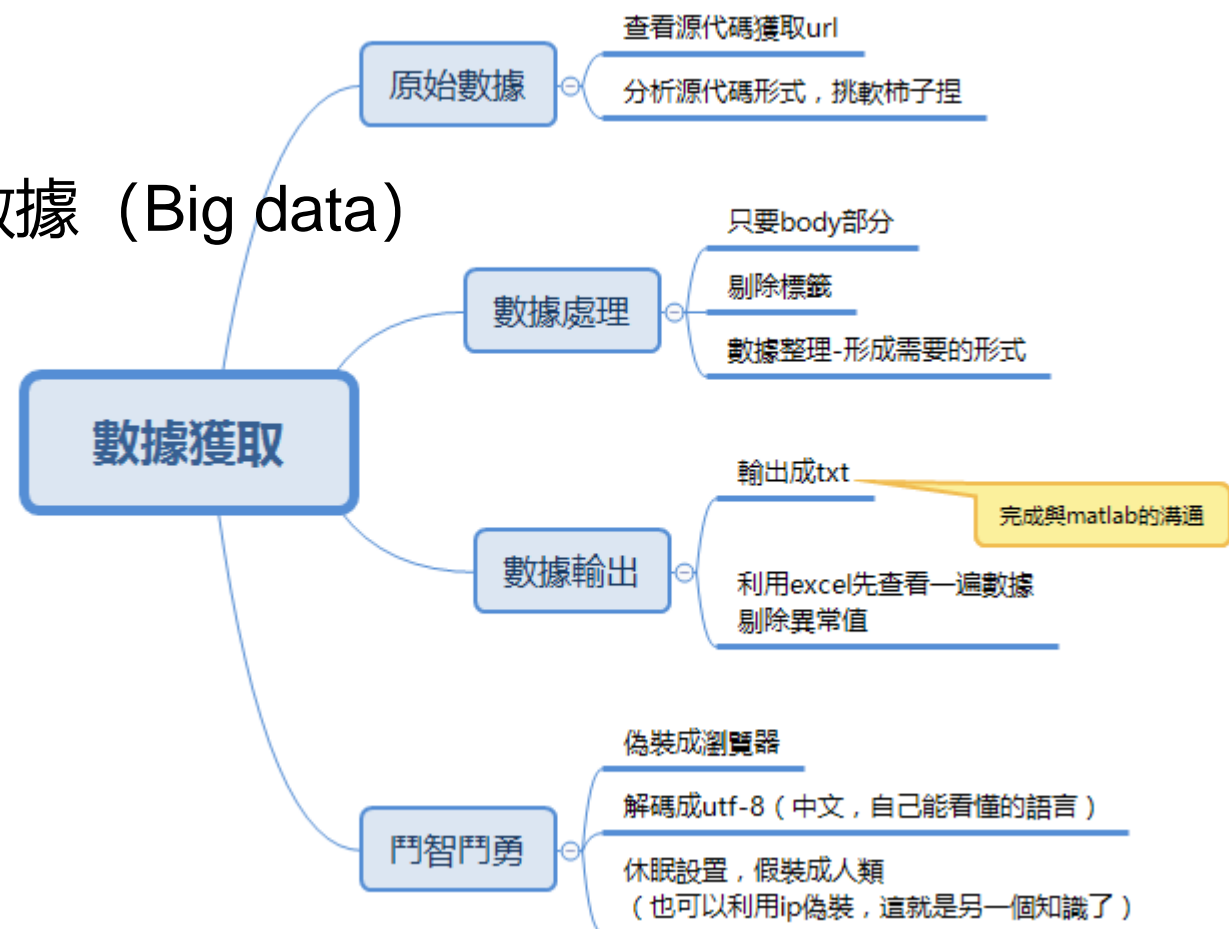 查看源代碼獲取url
原始數據
分析源代碼形式，挑軟柿子捏
數據（Big data）
只要body部分
剔除標籤
數據處理
數據整理-形成需要的形式
數據獲取
輸出成txt
完成與matlab的溝通
數據輸出
利用excel先查看一遍數據
剔除異常值
偽裝成瀏覽器
解碼成utf-8（中文，自己能看懂的語言）
鬥智鬥勇
休眠設置，假裝成人類
（也可以利用ip偽裝，這就是另一個知識了）